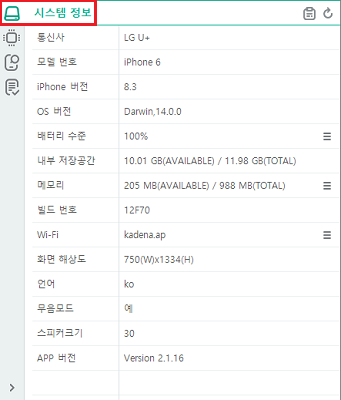 시스템 정보
통신사 LG U+
모델 번호 iPhone 6
iPhone 버전 8.3
OS 버전 Darwin,14.0.0
배터리 수준 100%
내부 저장공간 10.01 GB(AVAILABLE) / 11.98 GB(TOTAL)
메모리 205 MB(AVAILABLE) / 988 MB(TOTAL)
빌드 번호 12F70
Wi-Fi kadena.ap
화면 해상도 750(W)x1334(H)
언어 ko
무음모드 예
스피커크기 30
APP 버전 Version 2.1.16